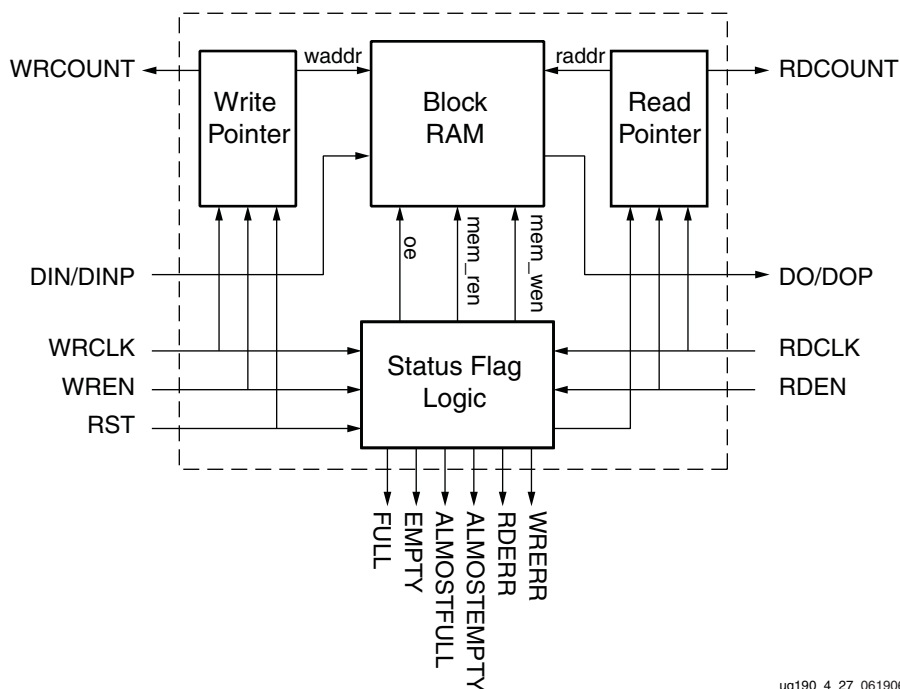 WRCOUNT
waddr
raddr
RDCOUNT
Write
Pointer
Block
RAM
Read
Pointer
oe
mem_ren
mem_wen
DIN/DINP
DO/DOP
WRCLK
RDCLK
Status Flag
Logic
WREN
RDEN
RST
FULL
EMPTY
ALMOSTFULL
ALMOSTEMPTY
RDERR
WRERR
ug190_4_27_061906